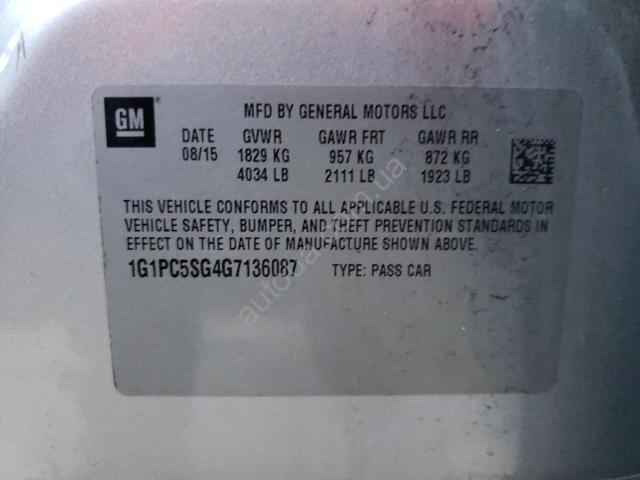 GM
MFD BY GENERAL MOTORS LLC
DATE GVWR GAWR FRT GAWR RR
08/15 1829 KG 957 KG 872 KG
4034 LB 2111 LB 1923 LB
THIS VEHICLE CONFORMS TO ALL APPLICABLE U.S. FEDERAL MOTOR
VEHICLE SAFETY, BUMPER, AND THEFT PREVENTION STANDARDS IN
EFFECT ON THE DATE OF MANUFACTURE SHOWN ABOVE.
1G1PC5SG4G7136087 TYPE: PASS CAR